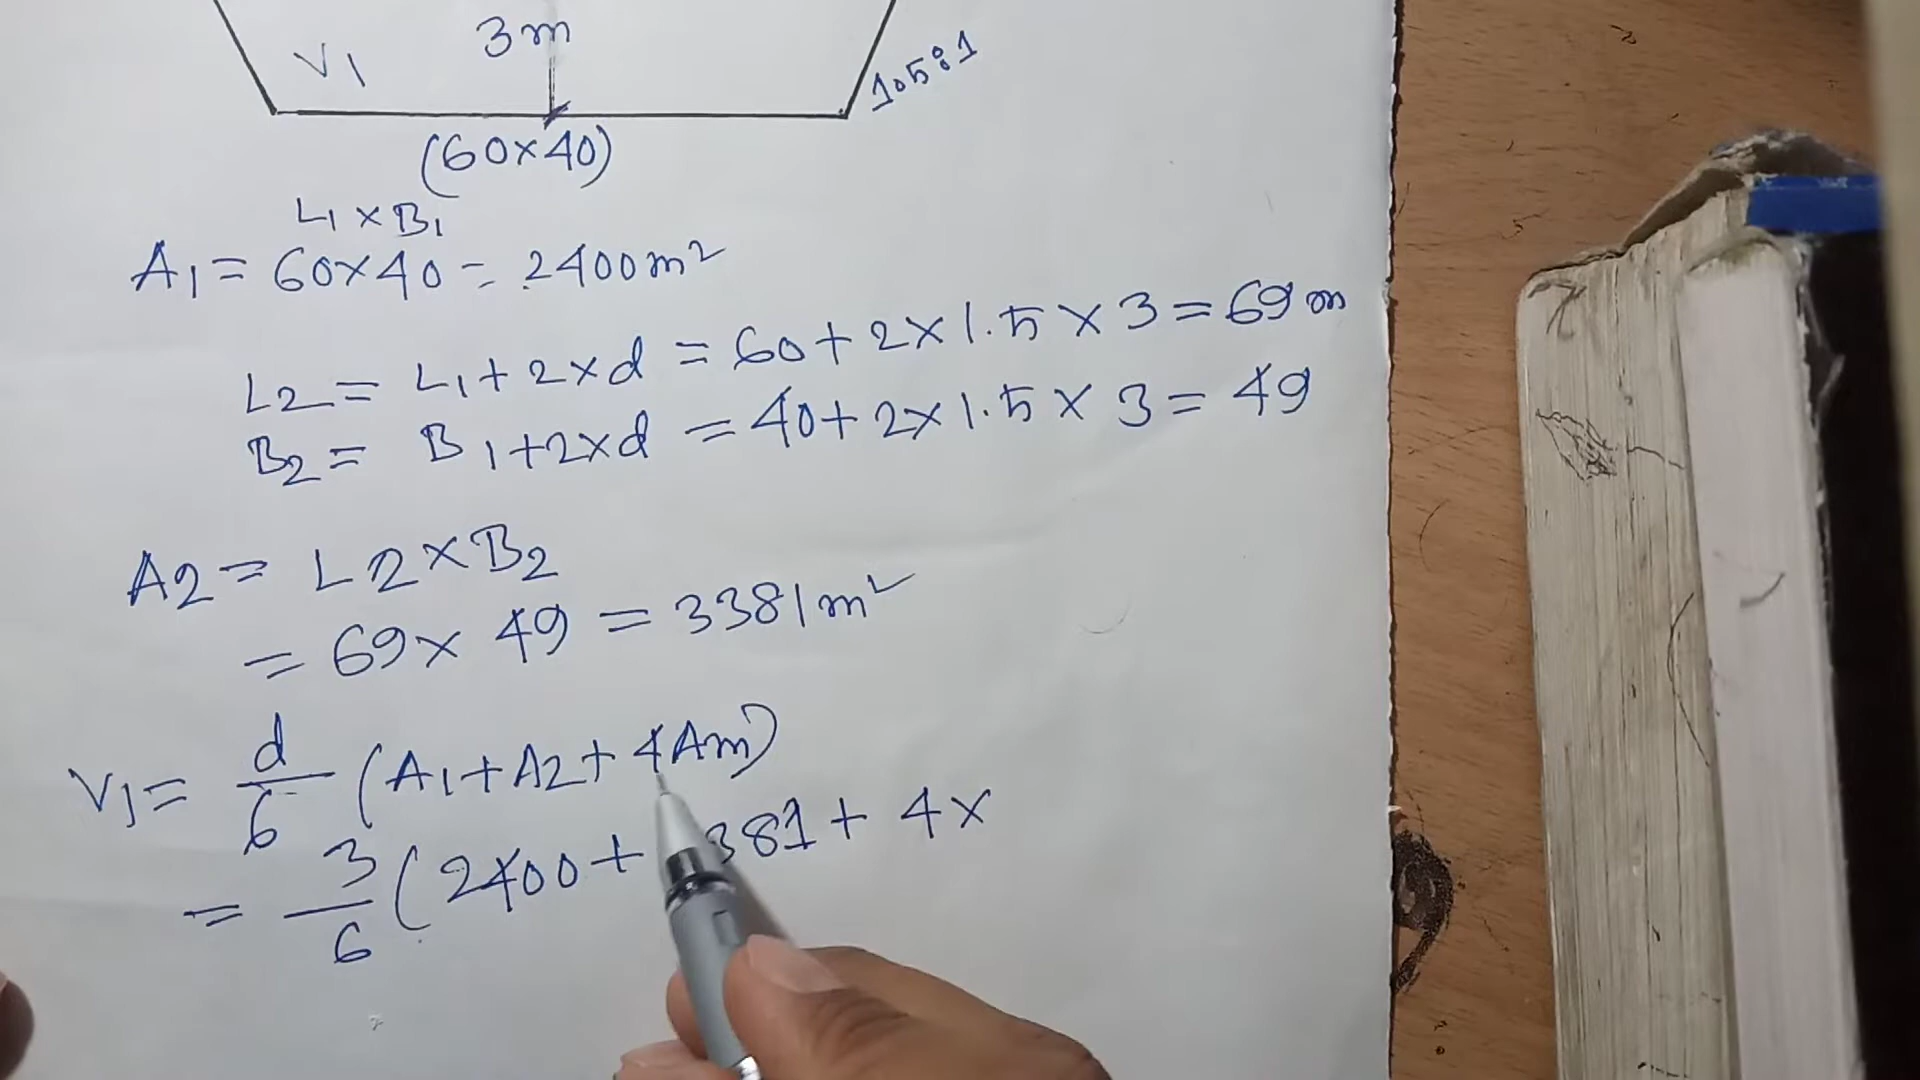 3m
V1
1.5:1
(60×40)
L1 × B1
A1 = 60×40 = 2400m²
L2 = L1+2×d = 60+2×1.5×3=69m
B2 = B1+2×d = 40+2×1.5×3=49
A2 = L2×B2
= 69×49 = 3381m²
V1 = d/6 (A1+A2+4Am)
= 3/6 (2400+ 381+ 4×